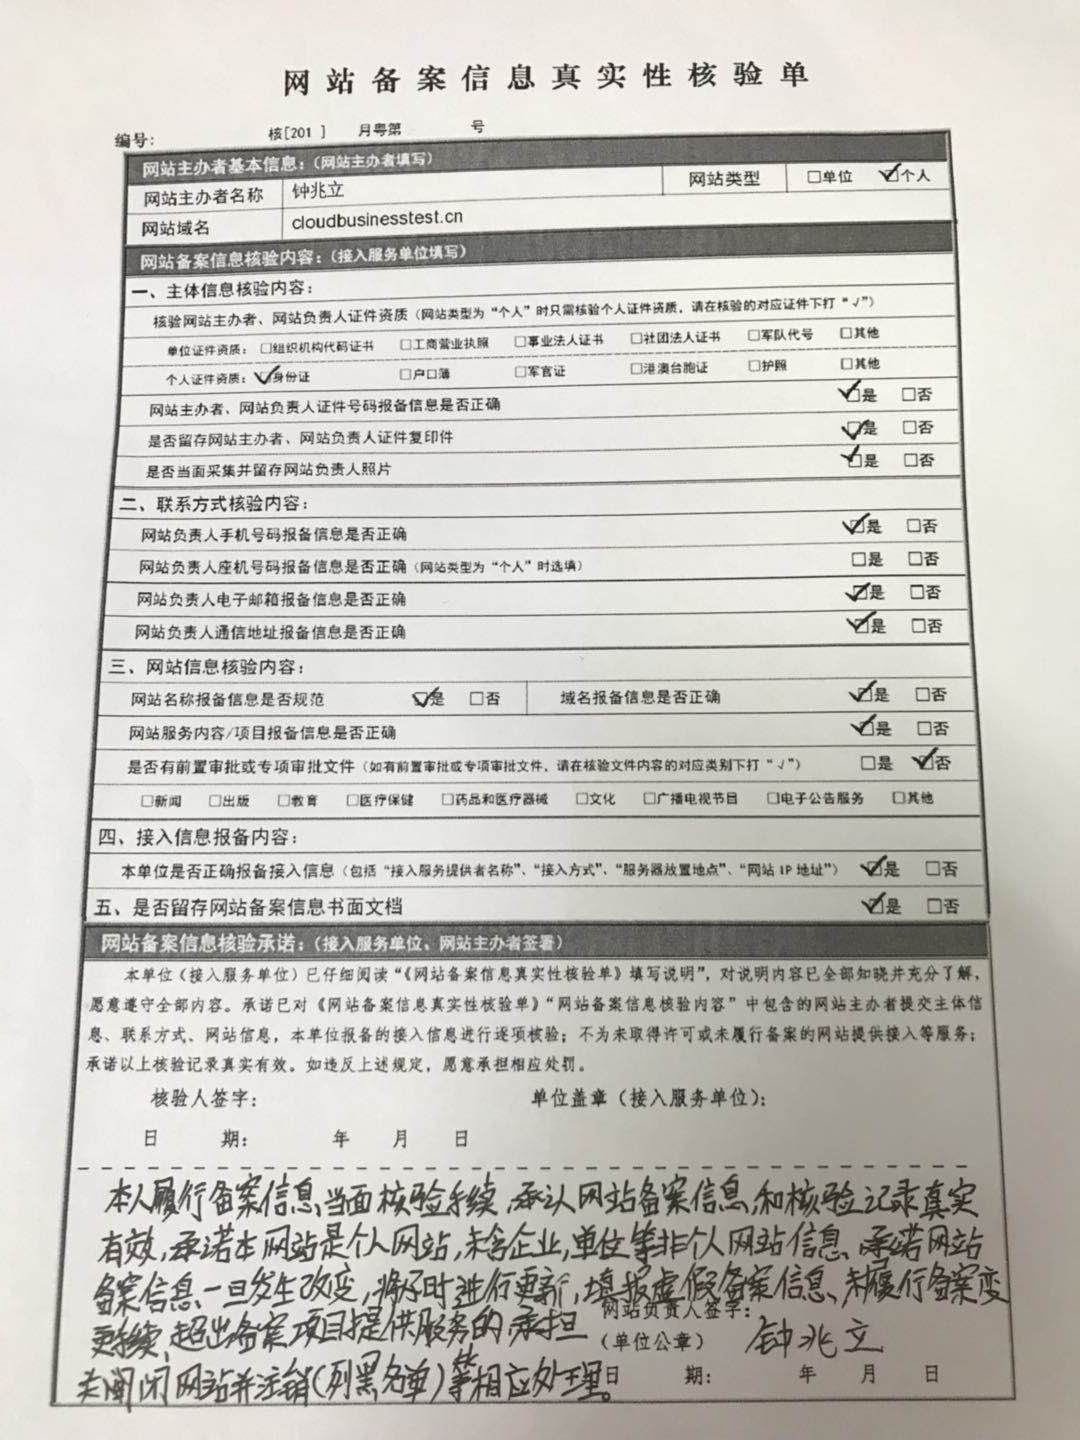 网站备案信息真实性核验单
编号： 核[201 ] 月粤第 号
网站主办者基本信息：（网站主办者填写）
网站主办者名称 钟兆立 网站类型 □单位 ☑个人
网站域名 cloudbusinesstest.cn
网站备案信息核验内容：（接入服务单位填写）
一、主体信息核验内容：
核验网站主办者、网站负责人证件资质（网站类型为“个人”时只需核验个人证件资质，请在核验的对应证件下打“√”）
单位证件资质： □组织机构代码证书 □工商营业执照 □事业法人证书 □社团法人证书 □军队代号 □其他
个人证件资质： ☑身份证 □户口簿 □军官证 □港澳台胞证 □护照 □其他
网站主办者、网站负责人证件号码报备信息是否正确 ☑是 □否
是否留存网站主办者、网站负责人证件复印件 ☑是 □否
是否当面采集并留存网站负责人照片 ☑是 □否
二、联系方式核验内容：
网站负责人手机号码报备信息是否正确 ☑是 □否
网站负责人座机号码报备信息是否正确（网站类型为“个人”时选填） □是 □否
网站负责人电子邮箱报备信息是否正确 ☑是 □否
网站负责人通信地址报备信息是否正确 ☑是 □否
三、网站信息核验内容：
网站名称报备信息是否规范 ☑是 □否 域名报备信息是否正确 ☑是 □否
网站服务内容/项目报备信息是否正确 ☑是 □否
是否有前置审批或专项审批文件（如有前置审批或专项审批文件，请在核验文件内容的对应类别下打“√”） □是 ☑否
□新闻 □出版 □教育 □医疗保健 □药品和医疗器械 □文化 □广播电视节目 □电子公告服务 □其他
四、接入信息报备内容：
本单位是否正确报备接入信息（包括“接入服务提供者名称”、“接入方式”、“服务器放置地点”、“网站 IP 地址”） ☑是 □否
五、是否留存网站备案信息书面文档 ☑是 □否
网站备案信息核验承诺：（接入服务单位、网站主办者签署）
本单位（接入服务单位）已仔细阅读“《网站备案信息真实性核验单》填写说明”，对说明内容已全部知晓并充分了解，
愿意遵守全部内容。承诺已对《网站备案信息真实性核验单》“网站备案信息核验内容”中包含的网站主办者提交主体信
息、联系方式、网站信息，本单位报备的接入信息进行逐项核验；不为未取得许可或未履行备案的网站提供接入等服务；
承诺以上核验记录真实有效。如违反上述规定，愿意承担相应处罚。
核验人签字： 单位盖章（接入服务单位）：
日 期： 年 月 日
本人履行备案信息当面核验手续，承认网站备案信息和核验记录真实
有效，承诺本网站是个人网站，未含企业，单位等非个人网站信息、承诺网站
备案信息一旦发生改变，将好时进行更新，填报虚假备案信息、未履行备案变
更手续、超出备案项目提供服务的承担
网站负责人签字：
（单位公章） 钟兆立
关闭网站并注销（列黑名单）等相应处理。
日 期： 年 月 日